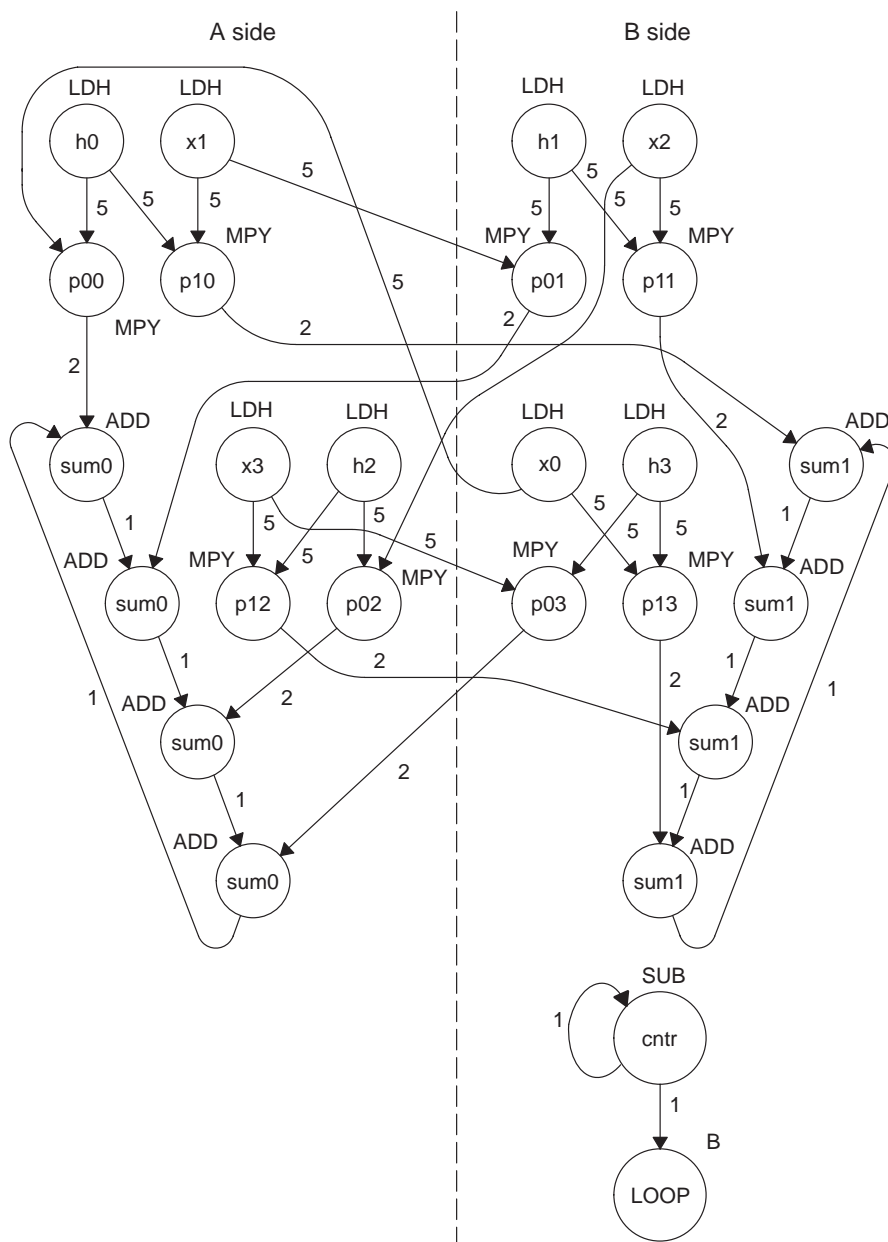 A side B side
LDH LDH LDH LDH
h0 x1 h1 x2
5 5 5
5 5 5 5 5
MPY MPY MPY
p00 p10 p01 p11
5
MPY 2 2
2
ADD LDH LDH LDH LDH ADD
2
sum0 x3 h2 x0 h3 sum1
5
1 5 5 5 5 5 1
ADD MPY 5 MPY MPY MPY ADD
sum0 p12 p02 p03 p13 sum1
1 2 2 1
1 ADD 2 ADD 1
sum0 sum1
1 2 1
ADD ADD
sum0 sum1
SUB
1 cntr
1
B
LOOP